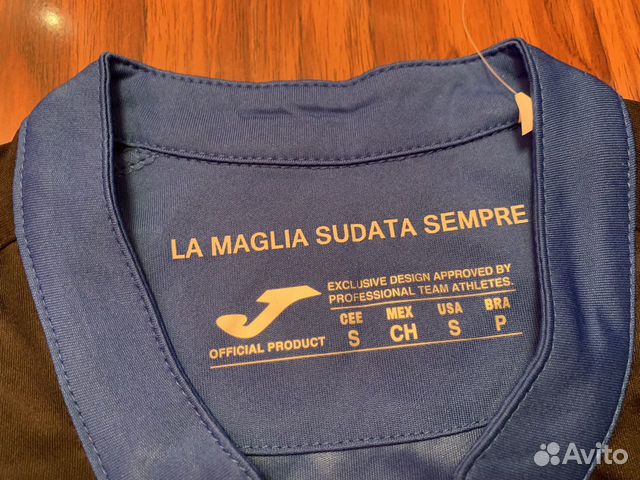 LA MAGLIA SUDATA SEMPRE
EXCLUSIVE DESIGN APPROVED BY
PROFESSIONAL TEAM ATHLETES.
CEE MEX USA BRA
S CH S P
OFFICIAL PRODUCT
Avito